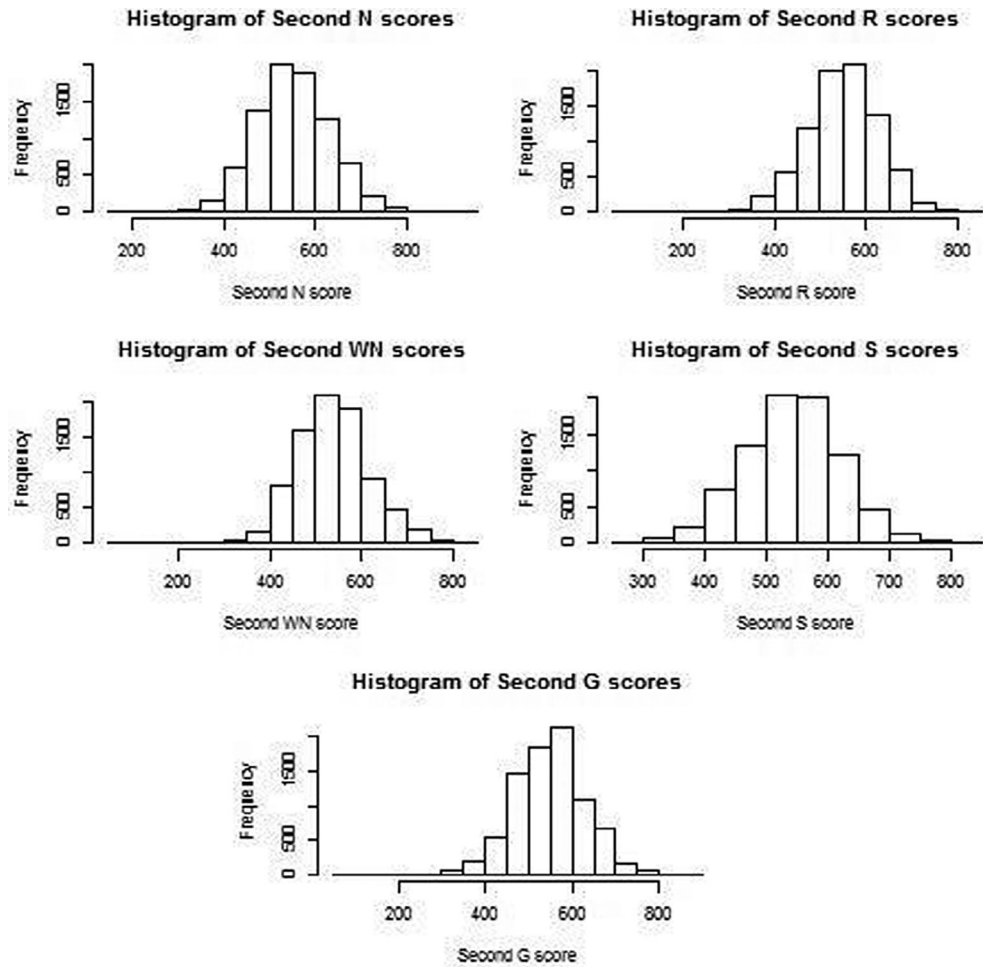 Histogram of Second N scores
Frequency
0 500 1500
200 400 600 800
Second N score
Histogram of Second R scores
Frequency
0 500 1500
200 400 600 800
Second R score
Histogram of Second WN scores
Frequency
0 500 1500
200 400 600 800
Second WN score
Histogram of Second S scores
Frequency
0 500 1500
300 400 500 600 700 800
Second S score
Histogram of Second G scores
Frequency
0 500 1500
200 400 600 800
Second G score